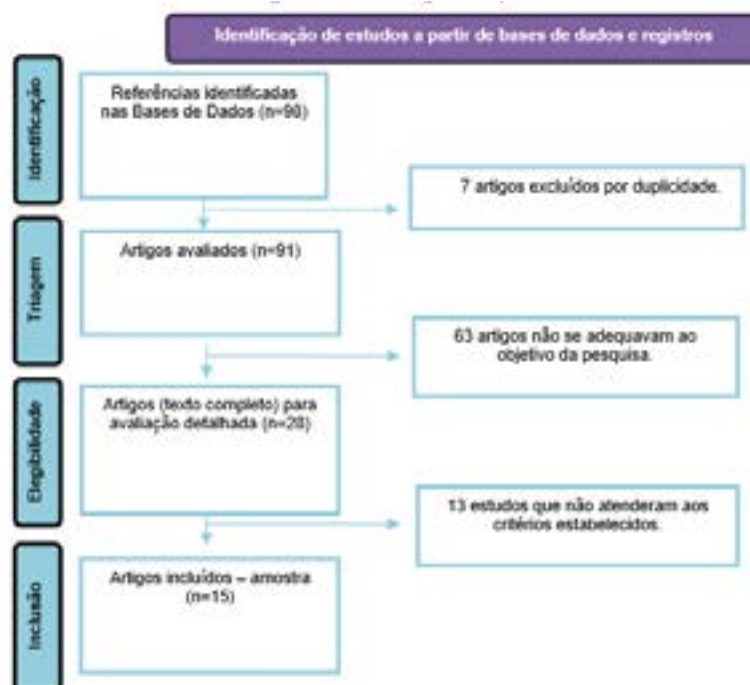 Identificação de estudos a partir de bases de dados e registros
Identificação
Referências identificadas
nas Bases de Dados (n=98)
7 artigos excluídos por duplicidade.
Triagem
Artigos avaliados (n=91)
63 artigos não se adequavam ao
objetivo da pesquisa.
Elegibilidade
Artigos (texto completo) para
avaliação detalhada (n=28)
13 estudos que não atenderam aos
critérios estabelecidos.
Inclusão
Artigos incluídos – amostra
(n=15)